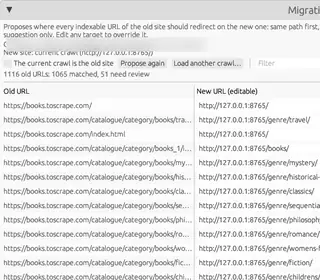 ▼ Migrati
Proposes where every indexable URL of the old site should redirect on the new one: same path first,
suggestion only. Edit any target to override it.
New site: current crawl (http://127.0.0.1:8765/)
The current crawl is the old site Propose again Load another crawl... Filter
1116 old URLs: 1065 matched, 51 need review
Old URL New URL (editable)
https://books.toscrape.com/ http://127.0.0.1:8765/
https://books.toscrape.com/catalogue/category/books/tra... http://127.0.0.1:8765/genre/travel/
https://books.toscrape.com/index.html http://127.0.0.1:8765/
https://books.toscrape.com/catalogue/category/books_1/i... http://127.0.0.1:8765/books/
https://books.toscrape.com/catalogue/category/books/my... http://127.0.0.1:8765/genre/mystery/
https://books.toscrape.com/catalogue/category/books/his... http://127.0.0.1:8765/genre/historical-
https://books.toscrape.com/catalogue/category/books/cla... http://127.0.0.1:8765/genre/classics/
https://books.toscrape.com/catalogue/category/books/se... http://127.0.0.1:8765/genre/sequentia
https://books.toscrape.com/catalogue/category/books/phi... http://127.0.0.1:8765/genre/philosoph
https://books.toscrape.com/catalogue/category/books/ro... http://127.0.0.1:8765/genre/romance/
https://books.toscrape.com/catalogue/category/books/wo... http://127.0.0.1:8765/genre/womens-f
https://books.toscrape.com/catalogue/category/books/fic... http://127.0.0.1:8765/genre/fiction/
https://books.toscrape.com/catalogue/category/books/chi... http://127.0.0.1:8765/genre/childrens